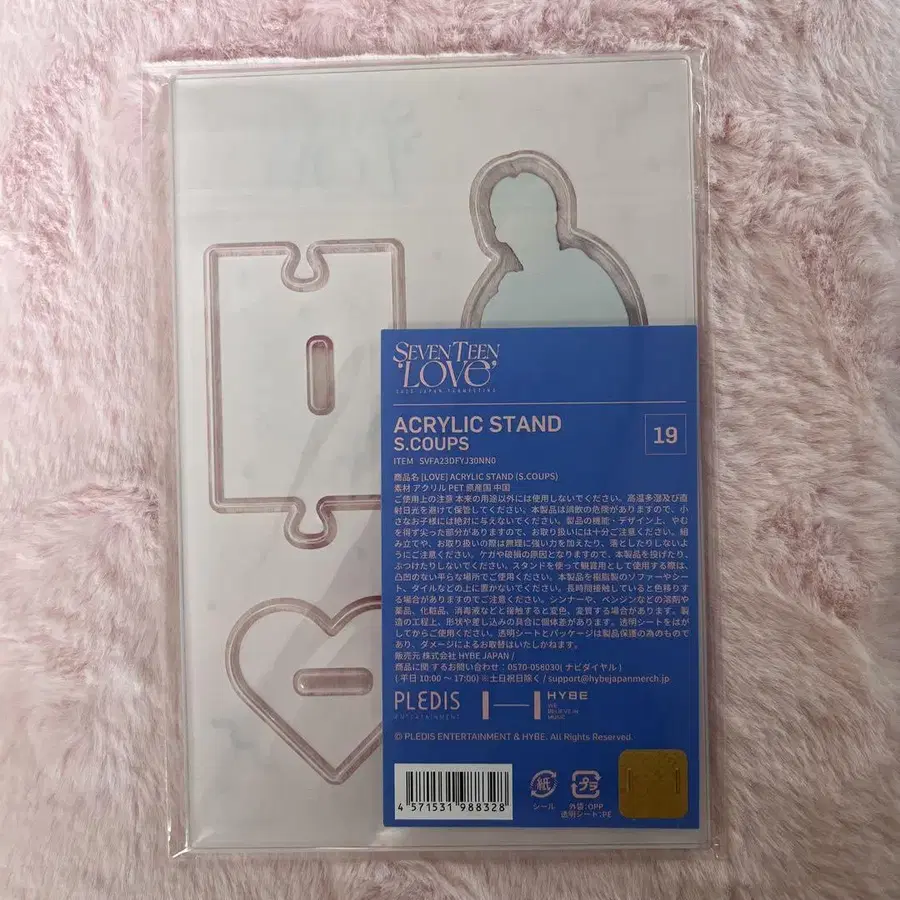 SEVENTEEN
'LOVE'
2023 JAPAN FANMEETING
ACRYLIC STAND
S.COUPS
19
ITEM SVFA23DFYJ30NN0
商品名 [LOVE] ACRYLIC STAND (S.COUPS)
素材 アクリル PET 原産国 中国
ご使用上の注意 本来の用途以外には使用しないでください。高温多湿及び直
射日光を避けて保管してください。本製品は誤飲の危険がありますので、小
さなお子様には絶対に与えないでください。製品の機能・デザイン上、やむ
を得ず尖った部分がありますので、お取り扱いには十分ご注意ください。組
み立てや、お取り扱いの際は無理に強い力を加えたり、落としたりしないよ
うにご注意ください。ケガや破損の原因となりますので、本製品を投げたり、
ぶつけたりしないでください。スタンドを使って観賞用として使用する際は、
凸凹のない平らな場所でご使用ください。本製品を樹脂製のソファーやシー
ト、タイルなどの上に置かないでください。長時間接触していると色移りす
る場合がありますのでご注意ください。シンナーや、ベンジンなどの溶剤や
薬品、化粧品、消毒液などと接触すると変色、変質する場合があります。製
造の工程上、形状や差し込みの具合に個体差があります。透明シートをはが
してからご使用ください。透明シートとパッケージは製品保護の為のもので
あり、ダメージによるお取替はいたしかねます。
販売元 株式会社 HYBE JAPAN /
商品に関するお問い合わせ：0570-056030( ナビダイヤル )
( 平日 10:00 〜 17:00) ※土日祝日除く / support@hybejapanmerch.jp
PLEDIS
ENTERTAINMENT
HYBE
WE
BELIEVE IN
MUSIC
© PLEDIS ENTERTAINMENT & HYBE. All Rights Reserved.
4 571531 988328
紙
シール
プラ
外袋：OPP
透明シート：PE